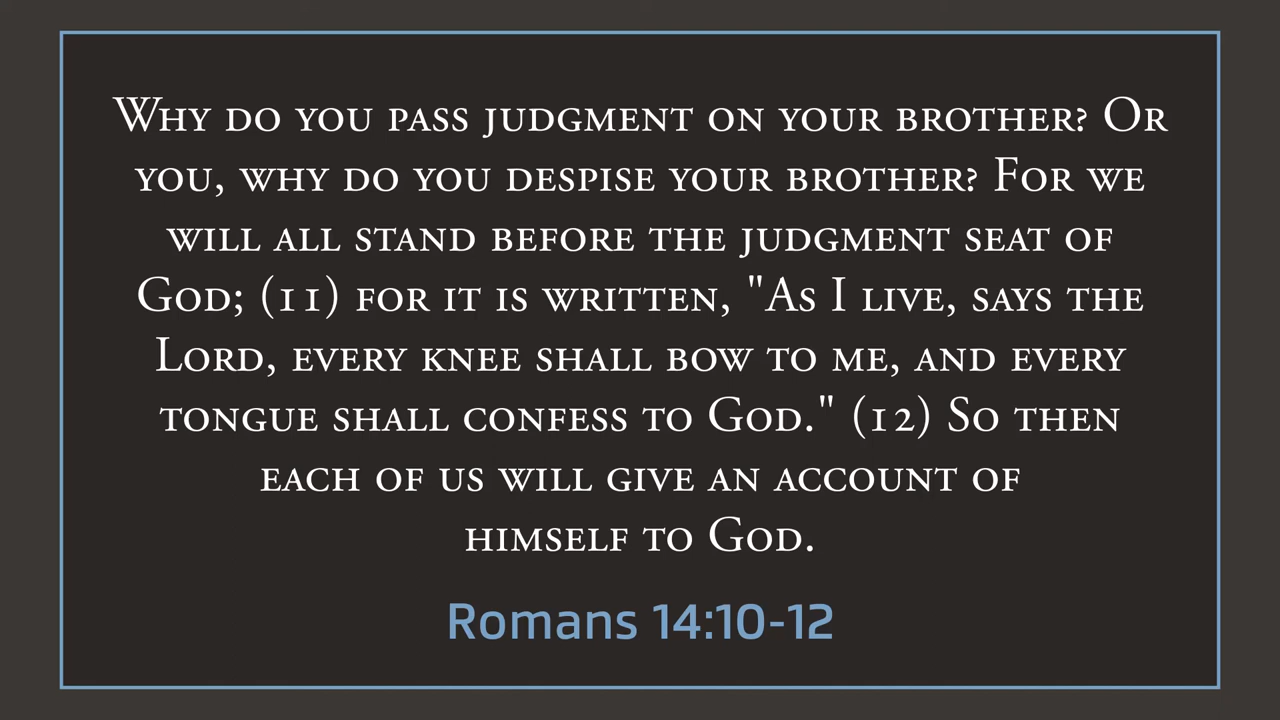 Why do you pass judgment on your brother? Or
you, why do you despise your brother? For we
will all stand before the judgment seat of
God; (11) for it is written, "As I live, says the
Lord, every knee shall bow to me, and every
tongue shall confess to God." (12) So then
each of us will give an account of
himself to God.
Romans 14:10-12